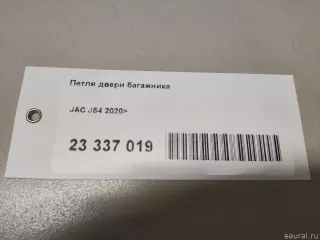 Петля двери багажника
JAC JS4 2020>
23 337 019
eaural.ru